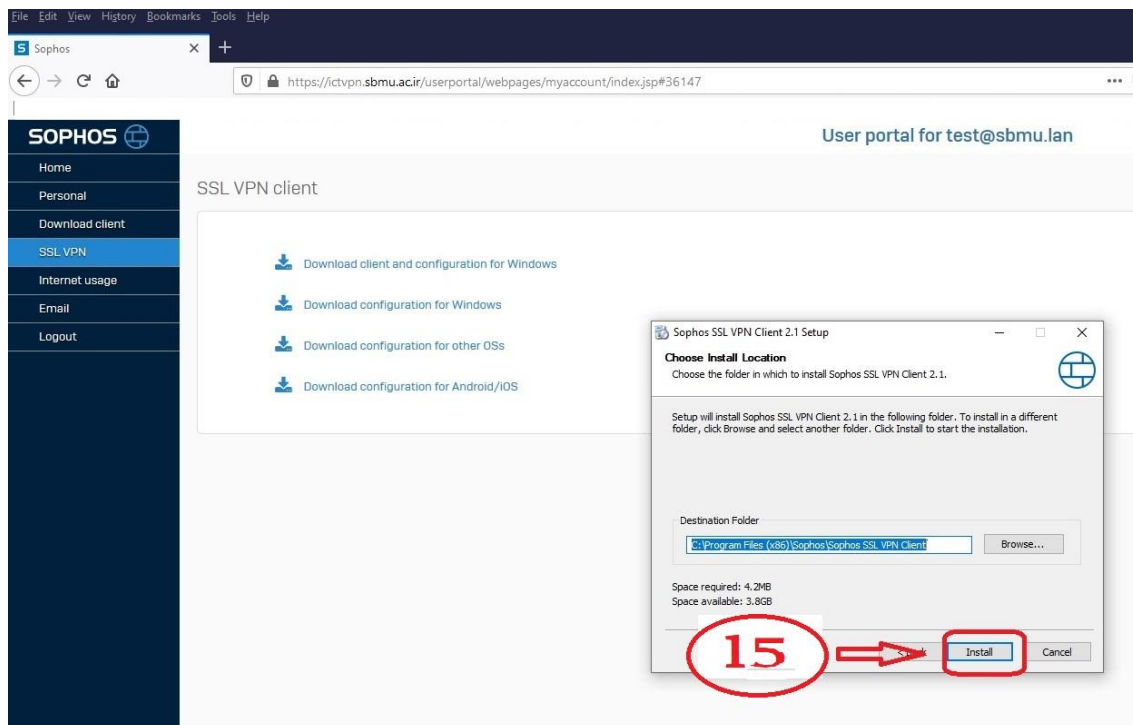 File Edit View History Bookmarks Tools Help
S Sophos
https://ictvpn.sbmu.ac.ir/userportal/webpages/myaccount/index.jsp#36147
SOPHOS
User portal for test@sbmu.lan
Home
Personal
Download client
SSL VPN
Internet usage
Email
Logout
SSL VPN client
Download client and configuration for Windows
Download configuration for Windows
Download configuration for other OSs
Download configuration for Android/iOS
Sophos SSL VPN Client 2.1 Setup
Choose Install Location
Choose the folder in which to install Sophos SSL VPN Client 2.1.
Setup will install Sophos SSL VPN Client 2.1 in the following folder. To install in a different
folder, click Browse and select another folder. Click Install to start the installation.
Destination Folder
C:\Program Files (x86)\Sophos\Sophos SSL VPN Client\
Browse...
Space required: 4.2MB
Space available: 3.8GB
15
Install
Cancel